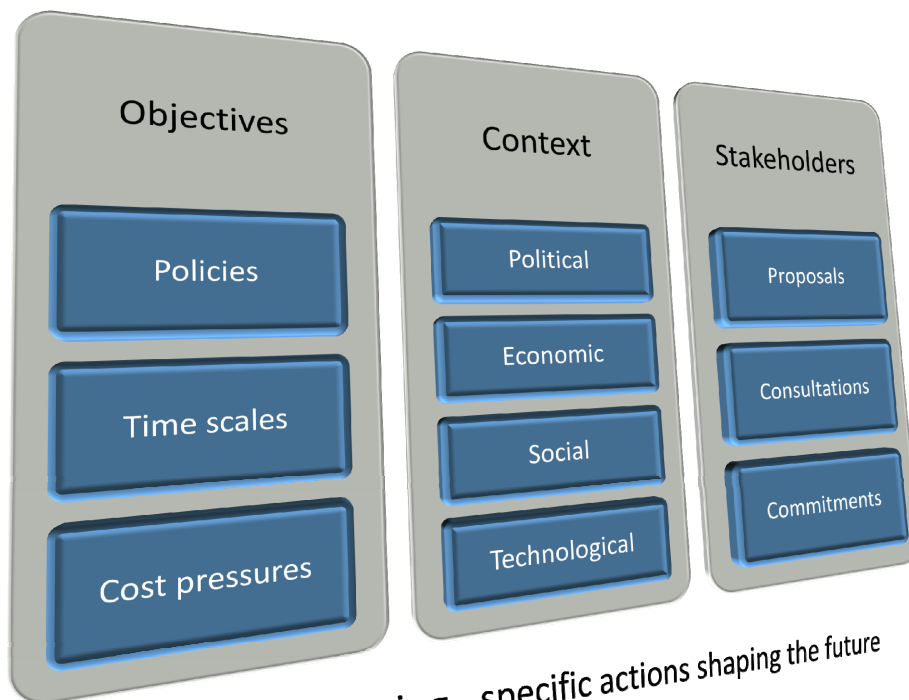 Objectives
Policies
Time scales
Cost pressures
Context
Political
Economic
Social
Technological
Stakeholders
Proposals
Consultations
Commitments
specific actions shaping the future